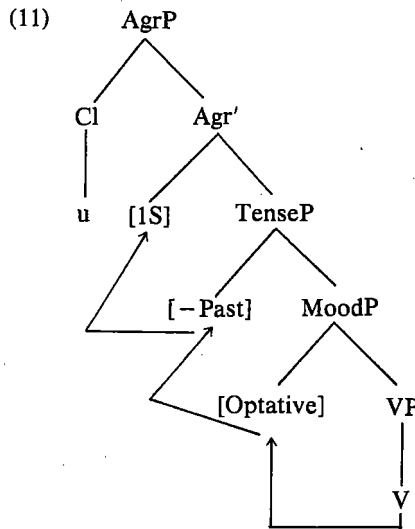 (11) AgrP
Cl Agr′
u [1S] TenseP
[−Past] MoodP
[Optative] VP
V